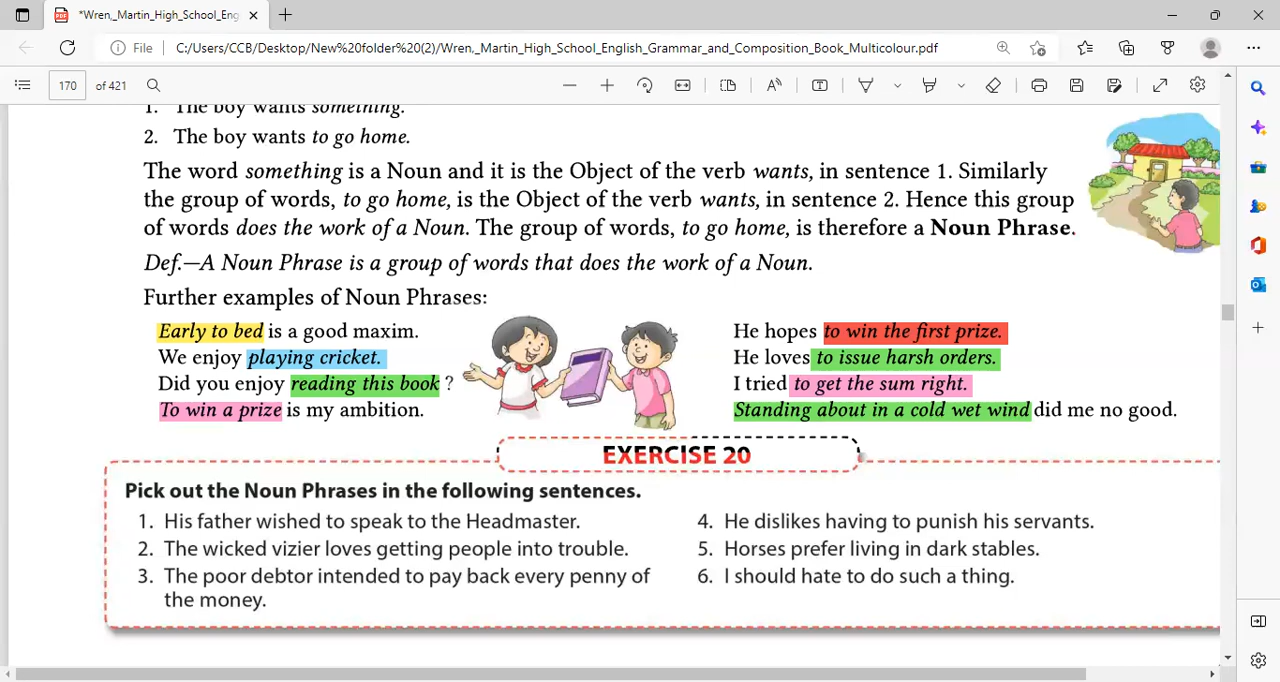 *Wren,_Martin_High_School_Eng
File
C:/Users/CCB/Desktop/New%20folder%20(2)/Wren,_Martin_High_School_English_Grammar_and_Composition_Book_Multicolour.pdf
170 of 421
1. The boy wants something.
2. The boy wants to go home.
The word something is a Noun and it is the Object of the verb wants, in sentence 1. Similarly
the group of words, to go home, is the Object of the verb wants, in sentence 2. Hence this group
of words does the work of a Noun. The group of words, to go home, is therefore a Noun Phrase.
Def.—A Noun Phrase is a group of words that does the work of a Noun.
Further examples of Noun Phrases:
Early to bed is a good maxim.
We enjoy playing cricket.
Did you enjoy reading this book ?
To win a prize is my ambition.
He hopes to win the first prize.
He loves to issue harsh orders.
I tried to get the sum right.
Standing about in a cold wet wind did me no good.
EXERCISE 20
Pick out the Noun Phrases in the following sentences.
1. His father wished to speak to the Headmaster.
2. The wicked vizier loves getting people into trouble.
3. The poor debtor intended to pay back every penny of
the money.
4. He dislikes having to punish his servants.
5. Horses prefer living in dark stables.
6. I should hate to do such a thing.